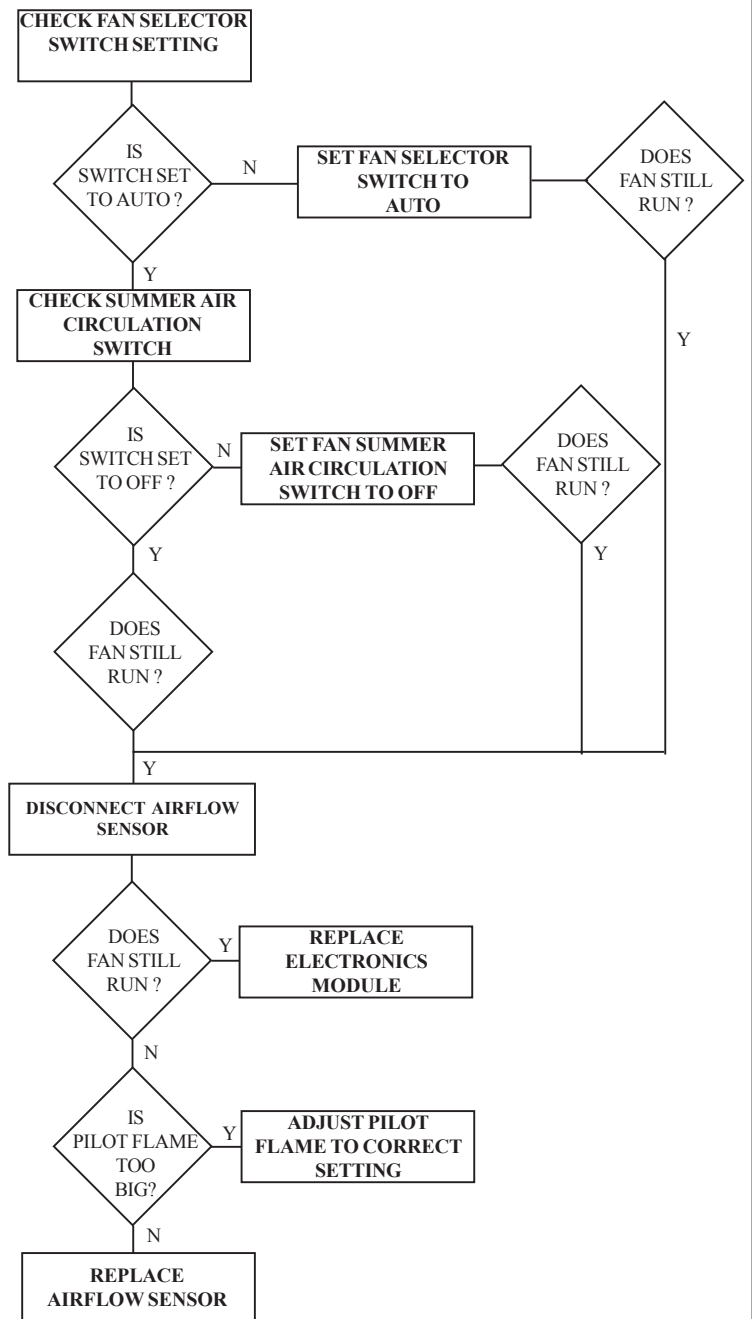 CHECK FAN SELECTOR
SWITCH SETTING
IS
SWITCH SET
TO AUTO ?
N
SET FAN SELECTOR
SWITCH TO
AUTO
DOES
FAN STILL
RUN ?
Y
Y
CHECK SUMMER AIR
CIRCULATION
SWITCH
IS
SWITCH SET
TO OFF ?
N
SET FAN SUMMER
AIR CIRCULATION
SWITCH TO OFF
DOES
FAN STILL
RUN ?
Y
Y
DOES
FAN STILL
RUN ?
Y
DISCONNECT AIRFLOW
SENSOR
DOES
FAN STILL
RUN ?
Y
REPLACE
ELECTRONICS
MODULE
N
IS
PILOT FLAME
TOO
BIG?
Y
ADJUST PILOT
FLAME TO CORRECT
SETTING
N
REPLACE
AIRFLOW SENSOR